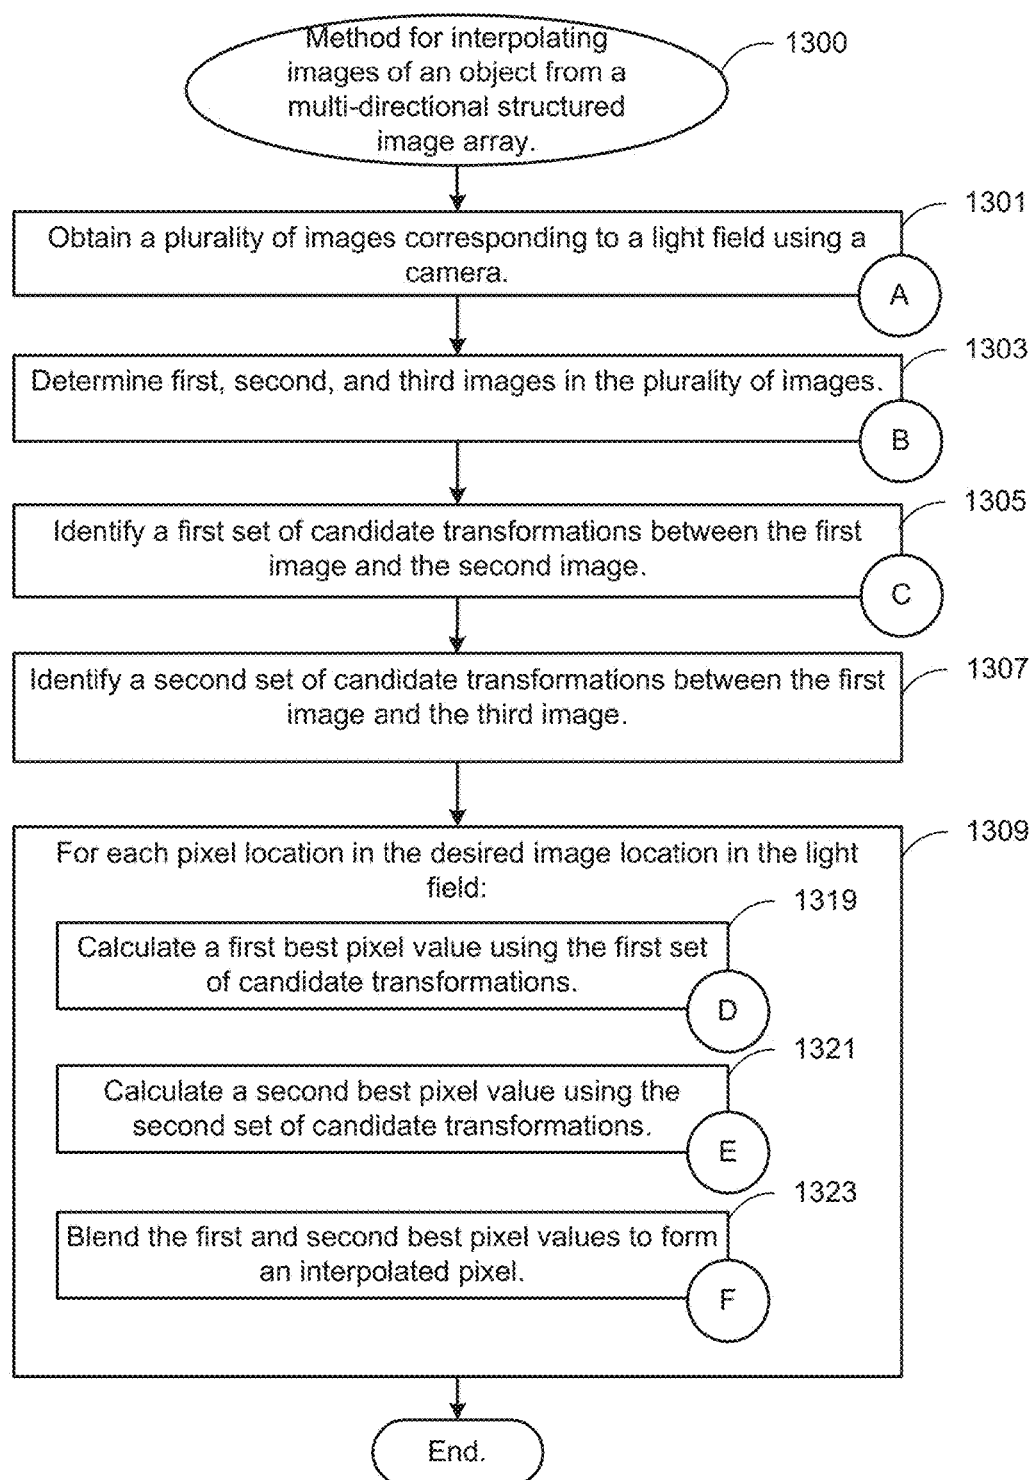 Method for interpolating
images of an object from a
multi-directional structured
image array.
1300
1301
Obtain a plurality of images corresponding to a light field using a
camera.
A
1303
Determine first, second, and third images in the plurality of images.
B
1305
Identify a first set of candidate transformations between the first
image and the second image.
C
1307
Identify a second set of candidate transformations between the first
image and the third image.
1309
For each pixel location in the desired image location in the light
field:
1319
Calculate a first best pixel value using the first set
of candidate transformations.
D
1321
Calculate a second best pixel value using the
second set of candidate transformations.
E
1323
Blend the first and second best pixel values to form
an interpolated pixel.
F
End.